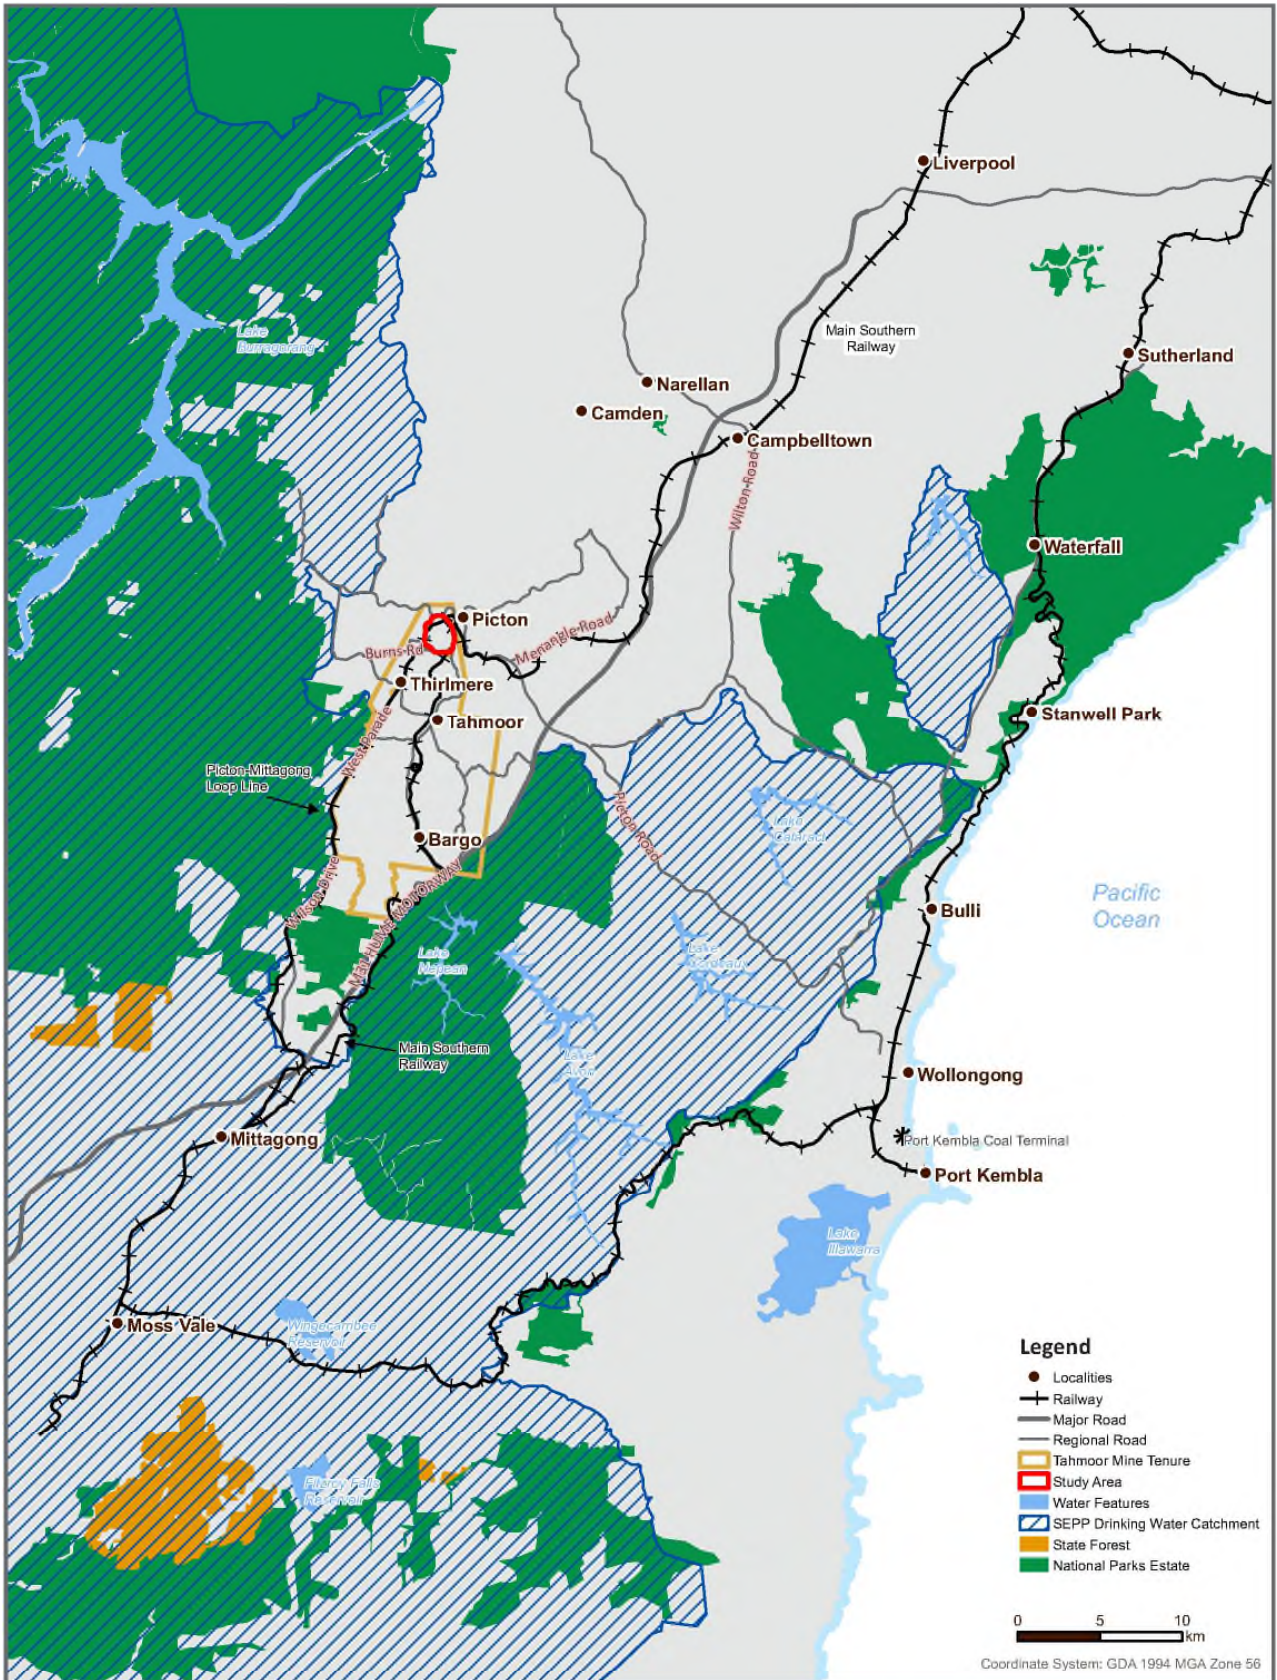 Liverpool
Main Southern
Railway
Lake
Burragorang
Sutherland
Narellan
Camden
Campbelltown
Wilton Road
Waterfall
Picton
Menangle Road
Burns Rd
Thirlmere
Stanwell Park
Tahmoor
West Parade
Picton-Mittagong
Loop Line
Picton Road
Lake
Cataract
Bargo
Wilson Drive
M31 HUME MOTORWAY
Pacific
Ocean
Bulli
Lake
Nepean
Lake
Cordeaux
Main Southern
Railway
Lake
Avon
Wollongong
Mittagong
Port Kembla Coal Terminal
Port Kembla
Lake
Illawarra
Moss Vale
Wingecarribee
Reservoir
Fitzroy Falls
Reservoir
Legend
Localities
Railway
Major Road
Regional Road
Tahmoor Mine Tenure
Study Area
Water Features
SEPP Drinking Water Catchment
State Forest
National Parks Estate
0 5 10
km
Coordinate System: GDA 1994 MGA Zone 56